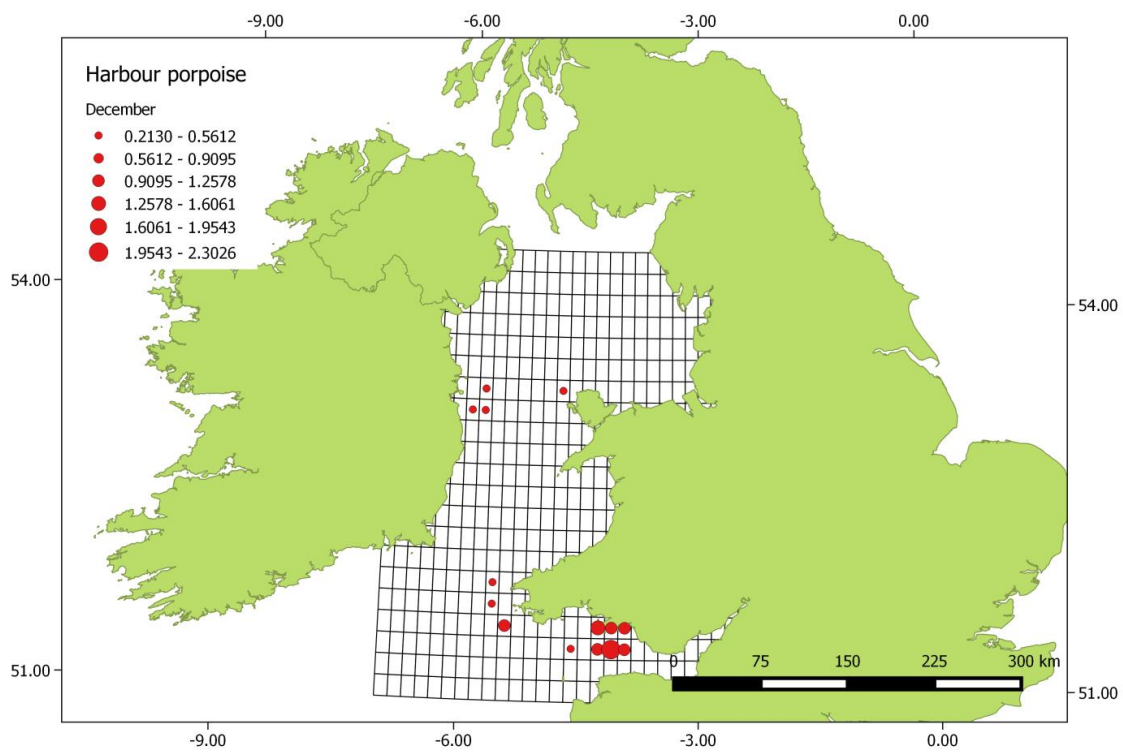 -9.00 -6.00 -3.00 0.00
Harbour porpoise
December
0.2130 - 0.5612
0.5612 - 0.9095
0.9095 - 1.2578
1.2578 - 1.6061
1.6061 - 1.9543
1.9543 - 2.3026
54.00
54.00
51.00
51.00
0 75 150 225 300 km
-9.00 -6.00 -3.00 0.00